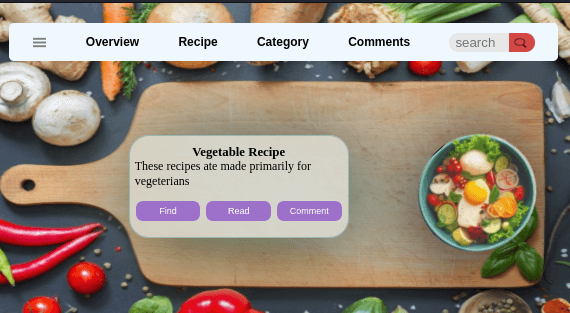 Overview Recipe Category Comments search
Vegetable Recipe
These recipes ate made primarily for
vegeterians
Find Read Comment